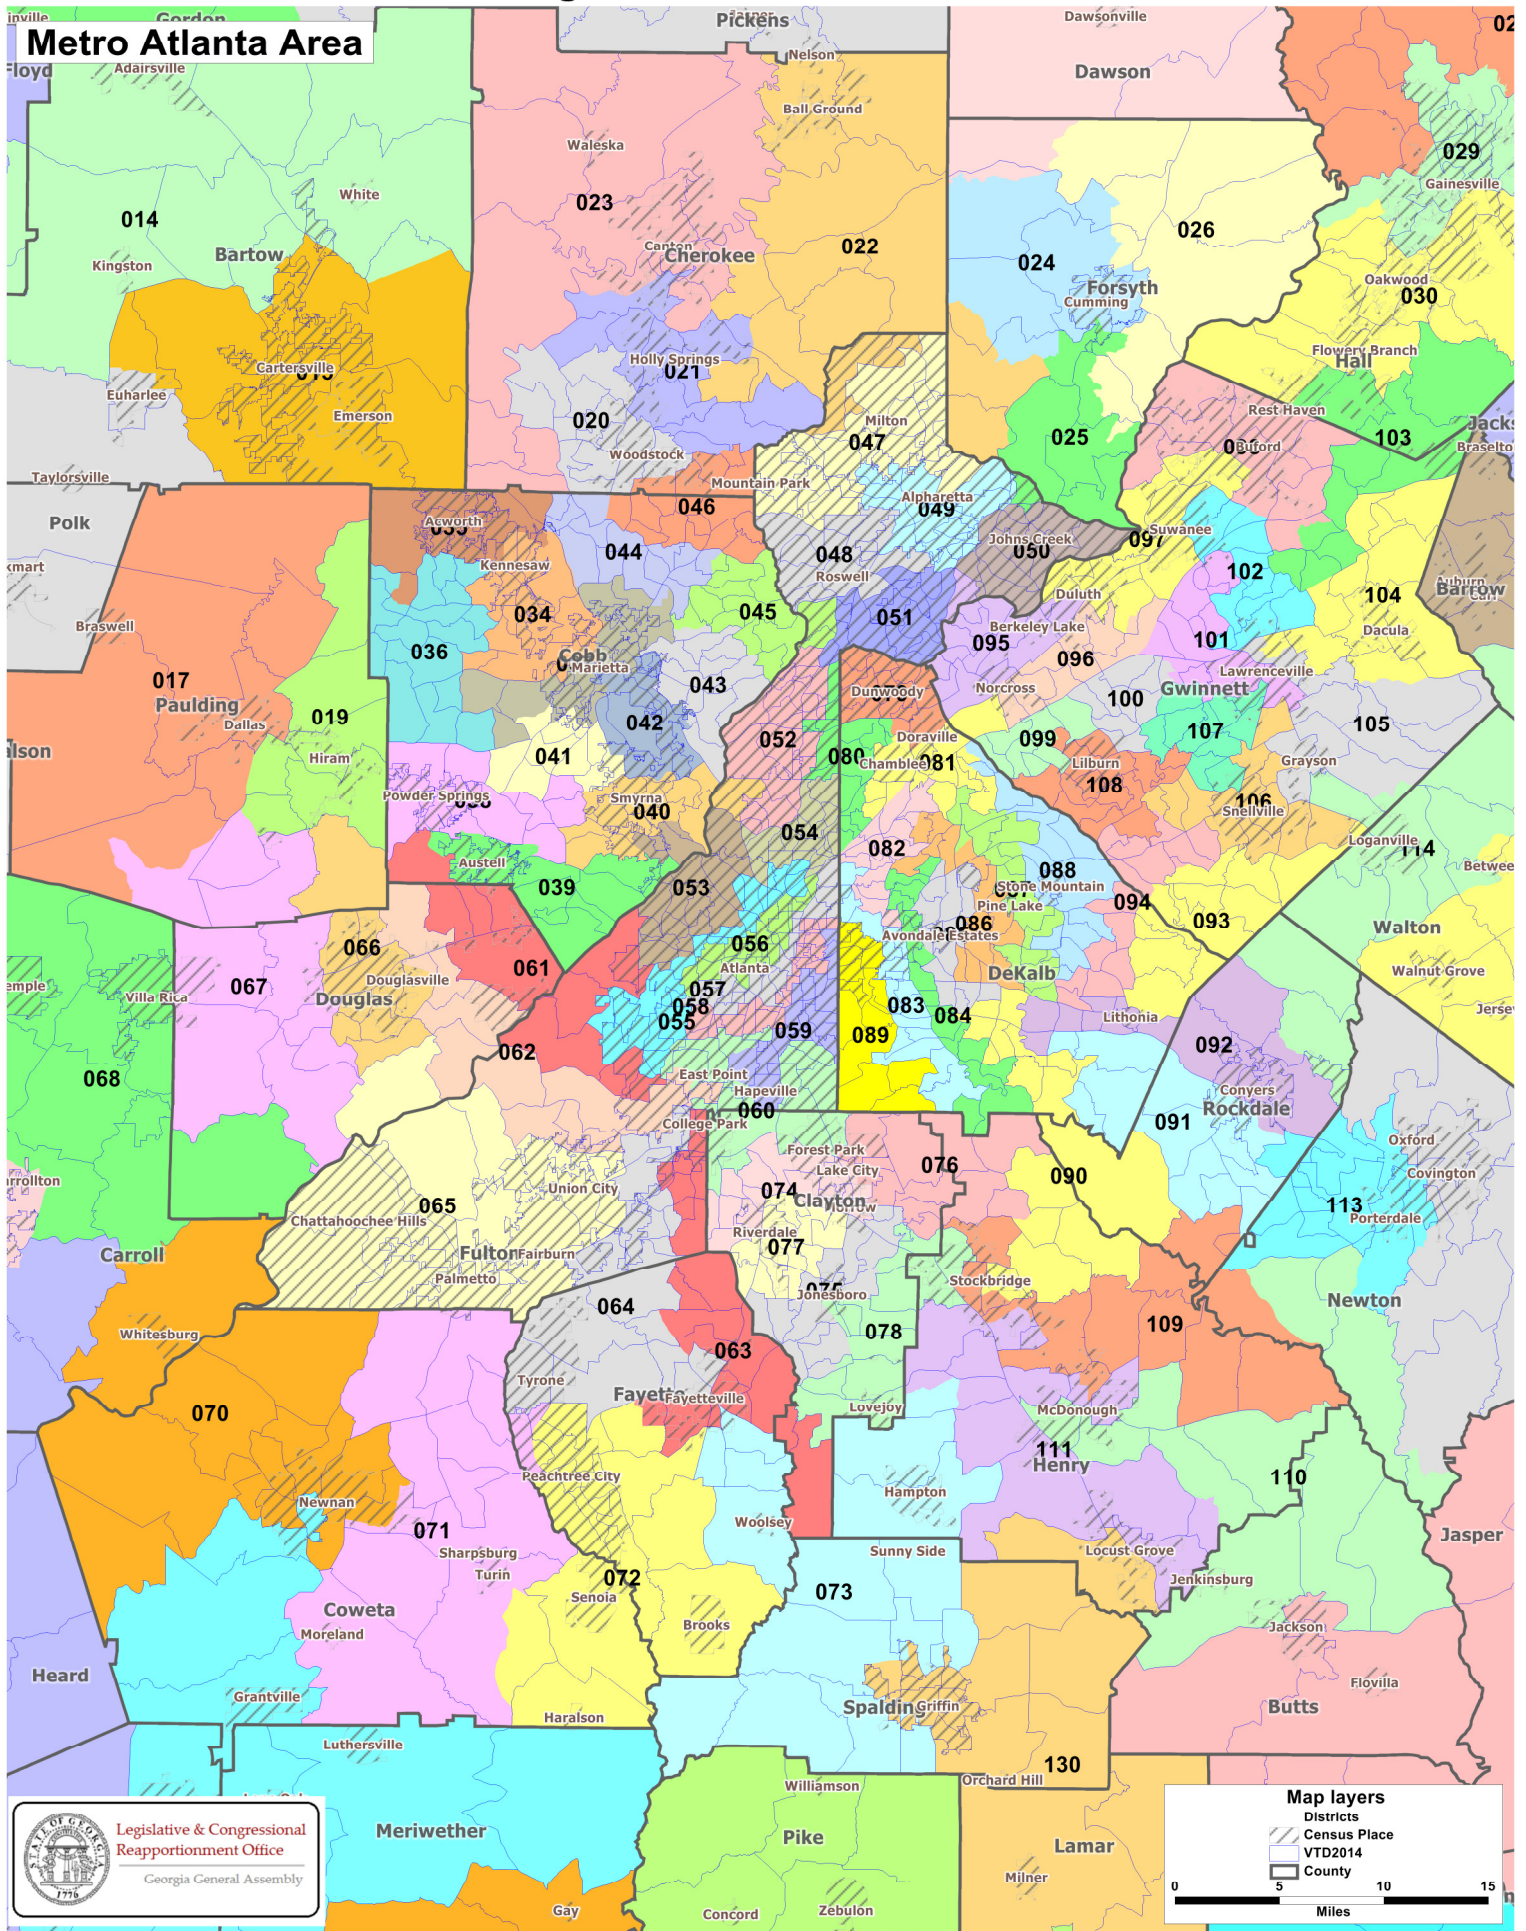 Pickens
Gordon
Metro Atlanta Area
Floyd
Adairsville
Nelson
Dawsonville
Dawson
Ball Ground
Waleska
029
Gainesville
White
023
014
Bartow
Kingston
Canton
Cherokee
022
026
024
Forsyth
Cumming
Oakwood
030
Cartersville
Holly Springs
021
Flowery Branch
Hall
Euharlee
Emerson
020
Milton
047
025
Rest Haven
103
Buford
Woodstock
Mountain Park
Taylorsville
Polk
Acworth
046
Alpharetta
049
Suwanee
097
044
Kennesaw
048
Roswell
Johns Creek
050
102
Duluth
104
Barrow
Auburn
Braswell
034
045
051
Berkeley Lake
095
096
101
Dacula
036
Cobb
Marietta
043
Norcross
Lawrenceville
Gwinnett
100
017
Paulding
Dallas
019
042
Dunwoody
107
105
Hiram
041
052
080
Doraville
Chamblee
081
099
Lilburn
108
Grayson
Powder Springs
Smyrna
040
106
Snellville
054
Loganville
114
082
Austell
039
053
088
Stone Mountain
Pine Lake
094
093
086
Avondale Estates
Walton
066
061
056
Atlanta
Walnut Grove
067
Douglasville
Douglas
Villa Rica
057
058
055
059
DeKalb
083
084
089
Lithonia
062
092
068
East Point
Hapeville
060
College Park
Conyers
Rockdale
091
Oxford
Covington
Forest Park
Lake City
076
090
074
Clayton
Union City
065
Chattahoochee Hills
113
Porterdale
Riverdale
077
Carroll
Fulton
Fairburn
Palmetto
Stockbridge
Jonesboro
064
Newton
078
109
Whitesburg
063
Tyrone
Fayetteville
070
Lovejoy
McDonough
111
Henry
Peachtree City
110
Hampton
Newnan
071
Woolsey
Jasper
Sharpsburg
Turin
Sunny Side
Locust Grove
Jenkinsburg
072
Senoia
073
Coweta
Moreland
Brooks
Jackson
Heard
Grantville
Haralson
Spalding
Griffin
Flovilla
Butts
Luthersville
130
Orchard Hill
Williamson
Meriwether
Pike
Lamar
Milner
Gay
Concord
Zebulon
STATE OF GEORGIA
1776
Legislative & Congressional
Reapportionment Office
Georgia General Assembly
Map layers
Districts
Census Place
VTD2014
County
0 5 10 15
Miles